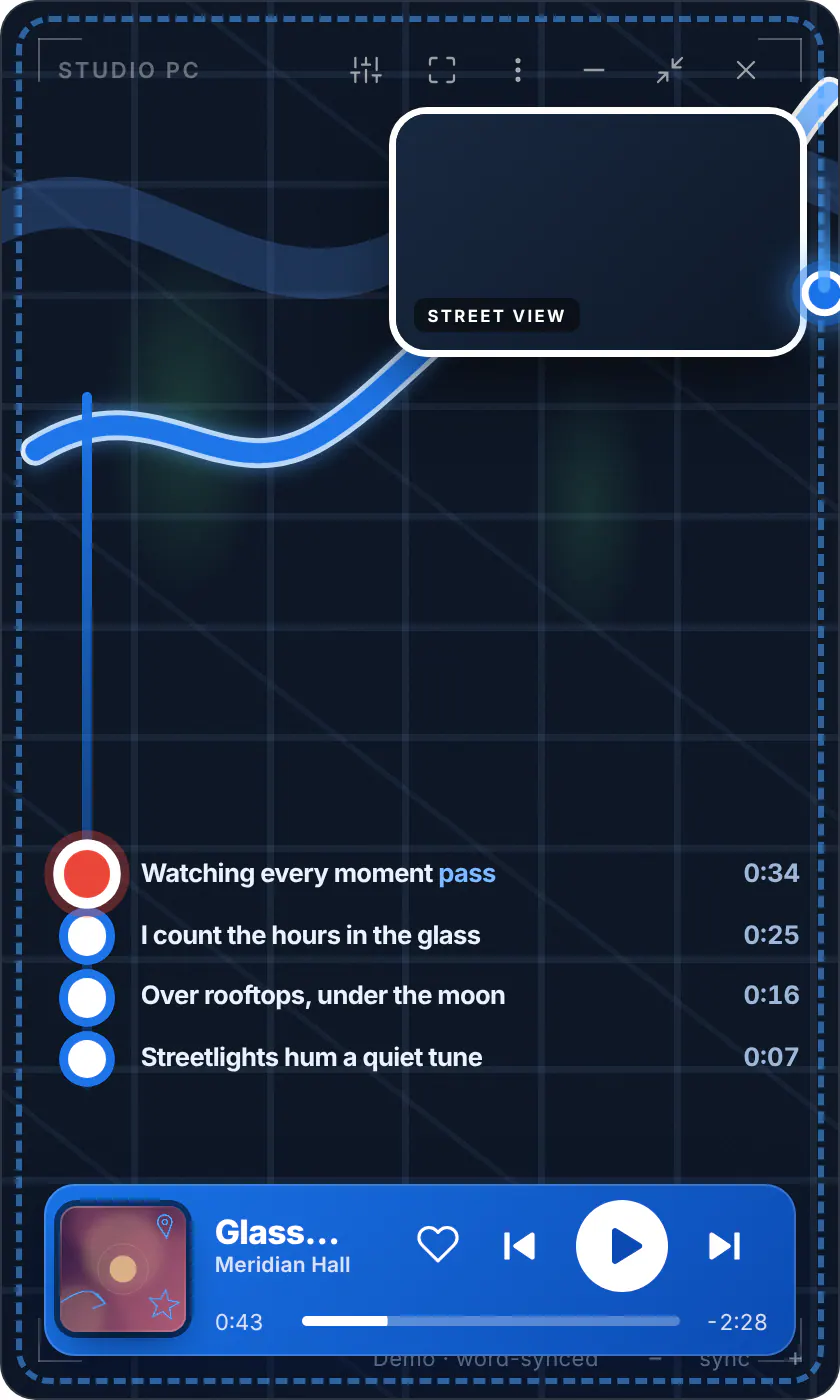 STUDIO PC
STREET VIEW
Watching every moment pass 0:34
I count the hours in the glass 0:25
Over rooftops, under the moon 0:16
Streetlights hum a quiet tune 0:07
Glass...
Meridian Hall
0:43 -2:28
Demo · word-synced − sync +